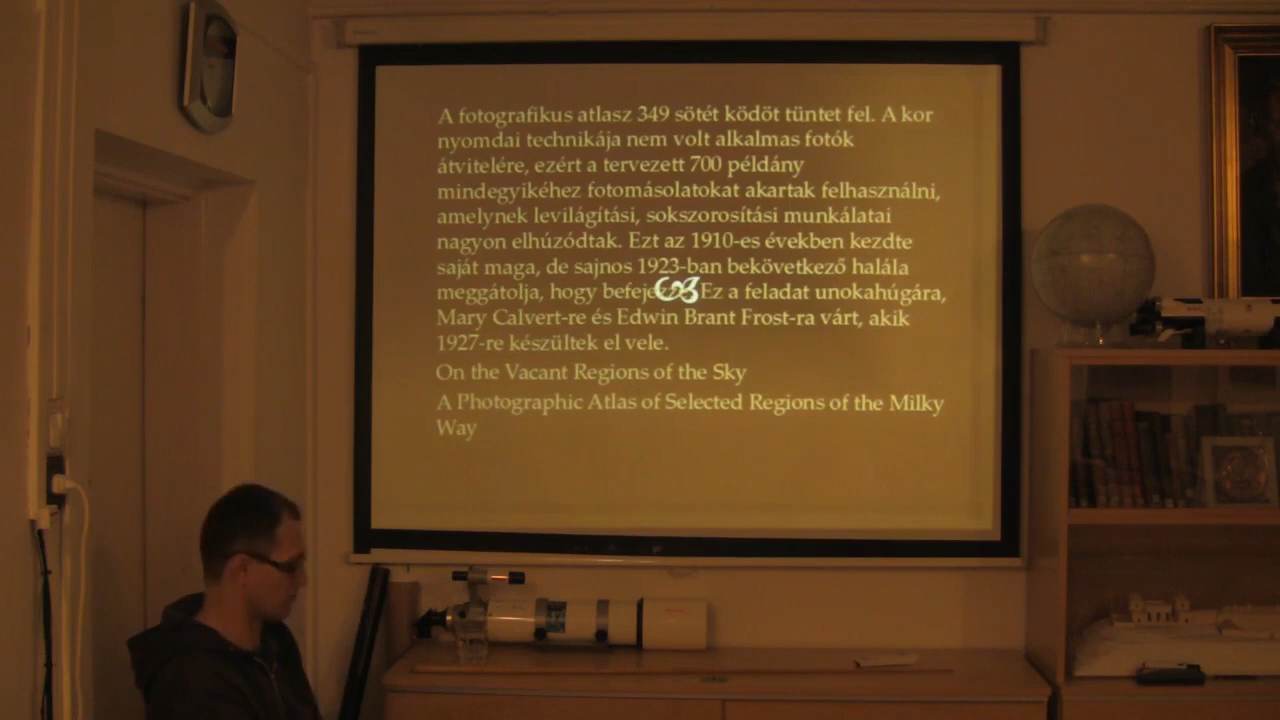 A fotografikus atlasz 349 sötét ködöt tüntet fel. A kor
nyomdai technikája nem volt alkalmas fotók
átvitelére, ezért a tervezett 700 példány
mindegyikéhez fotomásolatokat akartak felhasználni,
amelynek levilágítási, sokszorosítási munkálatai
nagyon elhúzódtak. Ezt az 1910-es években kezdte
saját maga, de sajnos 1923-ban bekövetkező halála
meggátolja, hogy Ez a feladat unokahúgára,
Mary Calvert-re és Edwin Brant Frost-ra várt, akik
1927-re készültek el vele.
On the Vacant Regions of the Sky
A Photographic Atlas of Selected Regions of the Milky
Way